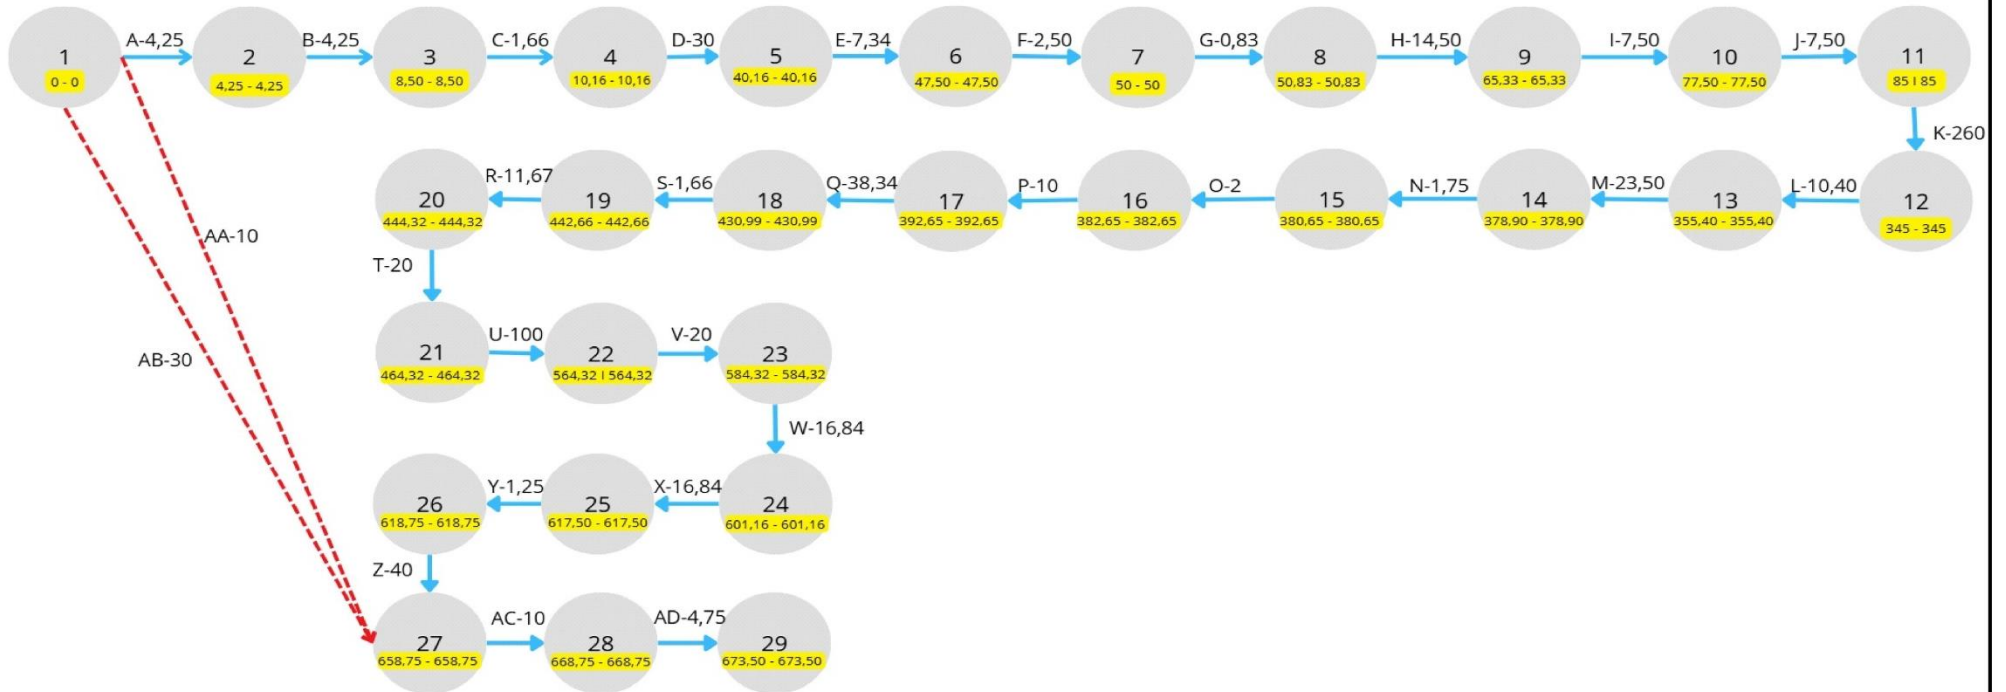 1
0 - 0
A-4,25
2
4,25 - 4,25
B-4,25
3
8,50 - 8,50
C-1,66
4
10,16 - 10,16
D-30
5
40,16 - 40,16
E-7,34
6
47,50 - 47,50
F-2,50
7
50 - 50
G-0,83
8
50,83 - 50,83
H-14,50
9
65,33 - 65,33
I-7,50
10
77,50 - 77,50
J-7,50
11
85 I 85
K-260
12
345 - 345
L-10,40
13
355,40 - 355,40
M-23,50
14
378,90 - 378,90
N-1,75
15
380,65 - 380,65
O-2
16
382,65 - 382,65
P-10
17
392,65 - 392,65
Q-38,34
18
430,99 - 430,99
S-1,66
19
442,66 - 442,66
R-11,67
20
444,32 - 444,32
T-20
21
464,32 - 464,32
U-100
22
564,32 I 564,32
V-20
23
584,32 - 584,32
W-16,84
24
601,16 - 601,16
X-16,84
25
617,50 - 617,50
Y-1,25
26
618,75 - 618,75
Z-40
AA-10
AB-30
27
658,75 - 658,75
AC-10
28
668,75 - 668,75
AD-4,75
29
673,50 - 673,50